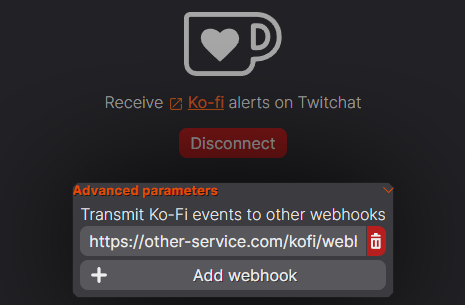 Receive Ko-fi alerts on Twitchat
Disconnect
Advanced parameters
Transmit Ko-Fi events to other webhooks
https://other-service.com/kofi/webl
Add webhook